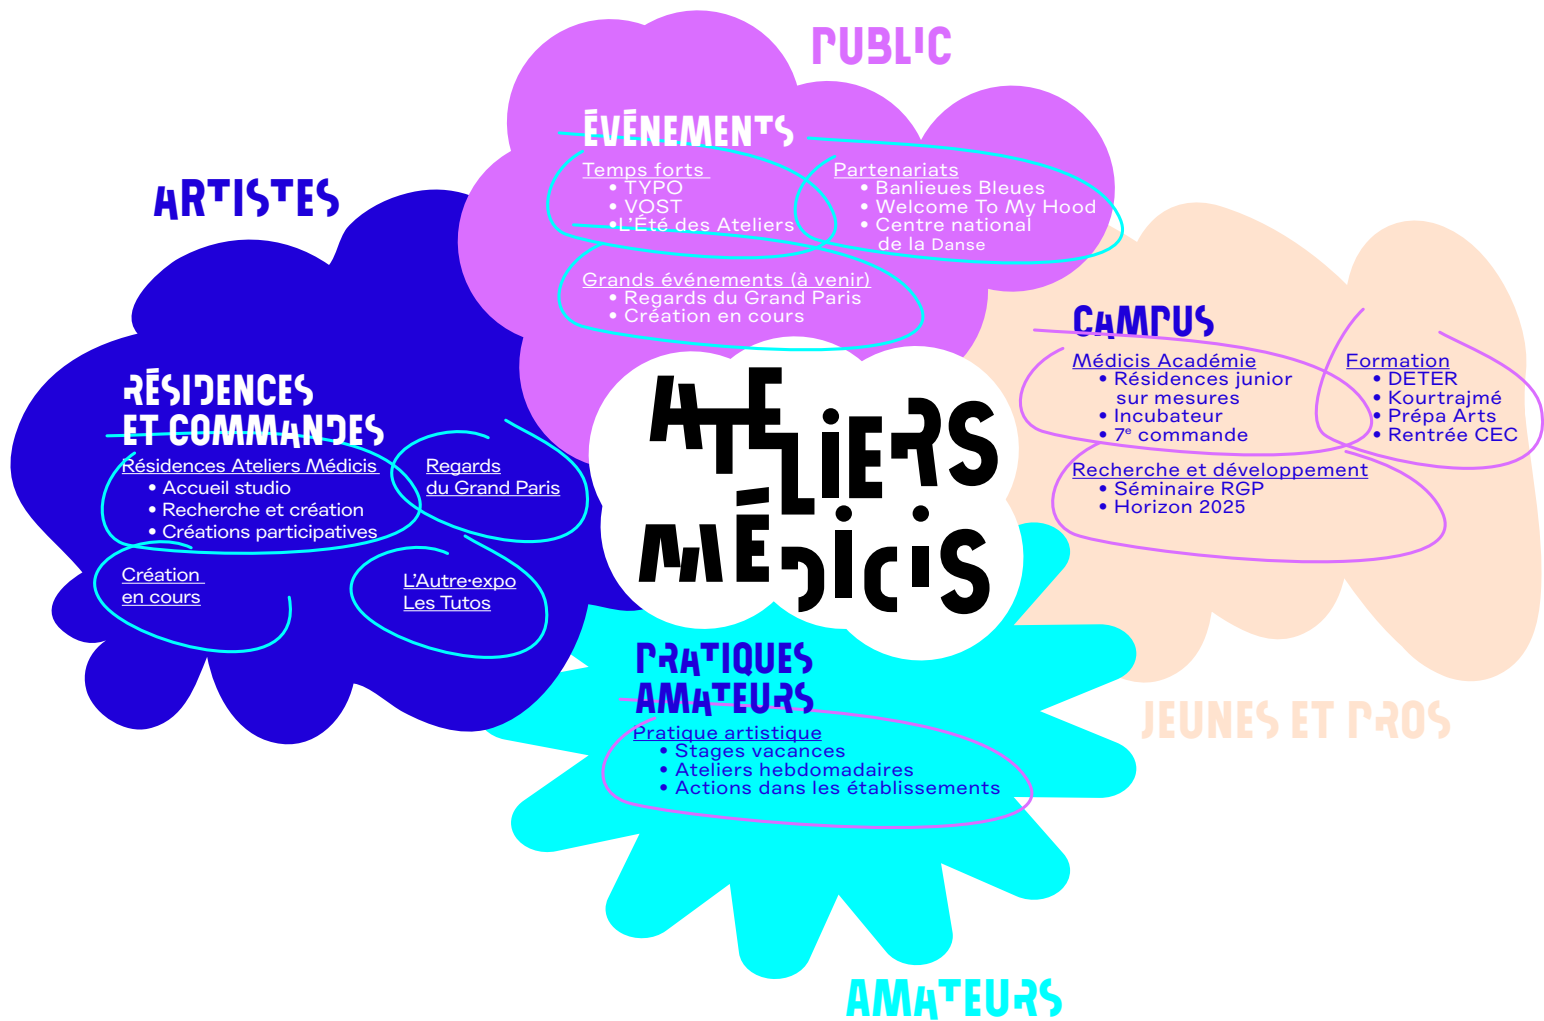 PUBLIC
ÉVÉNEMENTS
Temps forts
• TYPO
• VOST
•L'Été des Ateliers
Partenariats
• Banlieues Bleues
• Welcome To My Hood
• Centre national
de la Danse
Grands événements (à venir)
• Regards du Grand Paris
• Création en cours
ARTISTES
RÉSIDENCES
ET COMMANDES
Résidences Ateliers Médicis
• Accueil studio
• Recherche et création
• Créations participatives
Regards
du Grand Paris
Création
en cours
L'Autre·expo
Les Tutos
ATELIERS
MÉDICIS
CAMPUS
Médicis Académie
• Résidences junior
sur mesures
• Incubateur
• 7e commande
Formation
• DETER
• Kourtrajmé
• Prépa Arts
• Rentrée CEC
Recherche et développement
• Séminaire RGP
• Horizon 2025
JEUNES ET PROS
PRATIQUES
AMATEURS
Pratique artistique
• Stages vacances
• Ateliers hebdomadaires
• Actions dans les établissements
AMATEURS